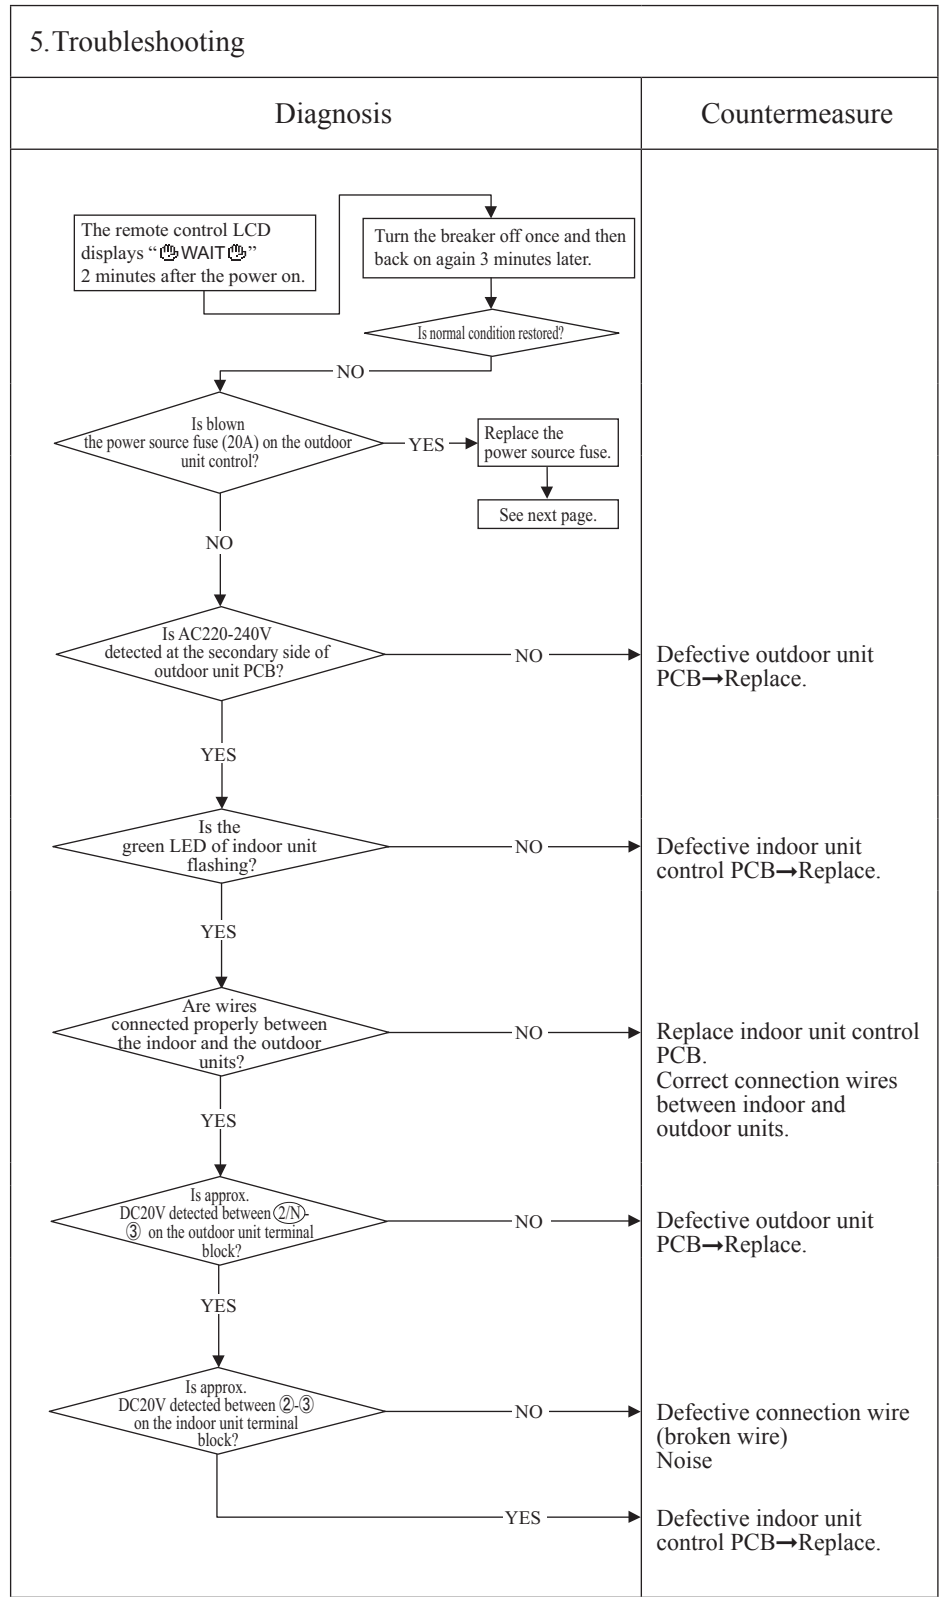 5.Troubleshooting
Diagnosis
Countermeasure
The remote control LCD
displays “WAIT”
2 minutes after the power on.
Turn the breaker off once and then
back on again 3 minutes later.
Is normal condition restored?
NO
Is blown
the power source fuse (20A) on the outdoor
unit control?
YES
Replace the
power source fuse.
See next page.
NO
Is AC220-240V
detected at the secondary side of
outdoor unit PCB?
NO
Defective outdoor unit
PCB→Replace.
YES
Is the
green LED of indoor unit
flashing?
NO
Defective indoor unit
control PCB→Replace.
YES
Are wires
connected properly between
the indoor and the outdoor
units?
NO
Replace indoor unit control
PCB.
Correct connection wires
between indoor and
outdoor units.
YES
Is approx.
DC20V detected between 2/N-
③ on the outdoor unit terminal
block?
NO
Defective outdoor unit
PCB→Replace.
YES
Is approx.
DC20V detected between ②-③
on the indoor unit terminal
block?
NO
Defective connection wire
(broken wire)
Noise
YES
Defective indoor unit
control PCB→Replace.